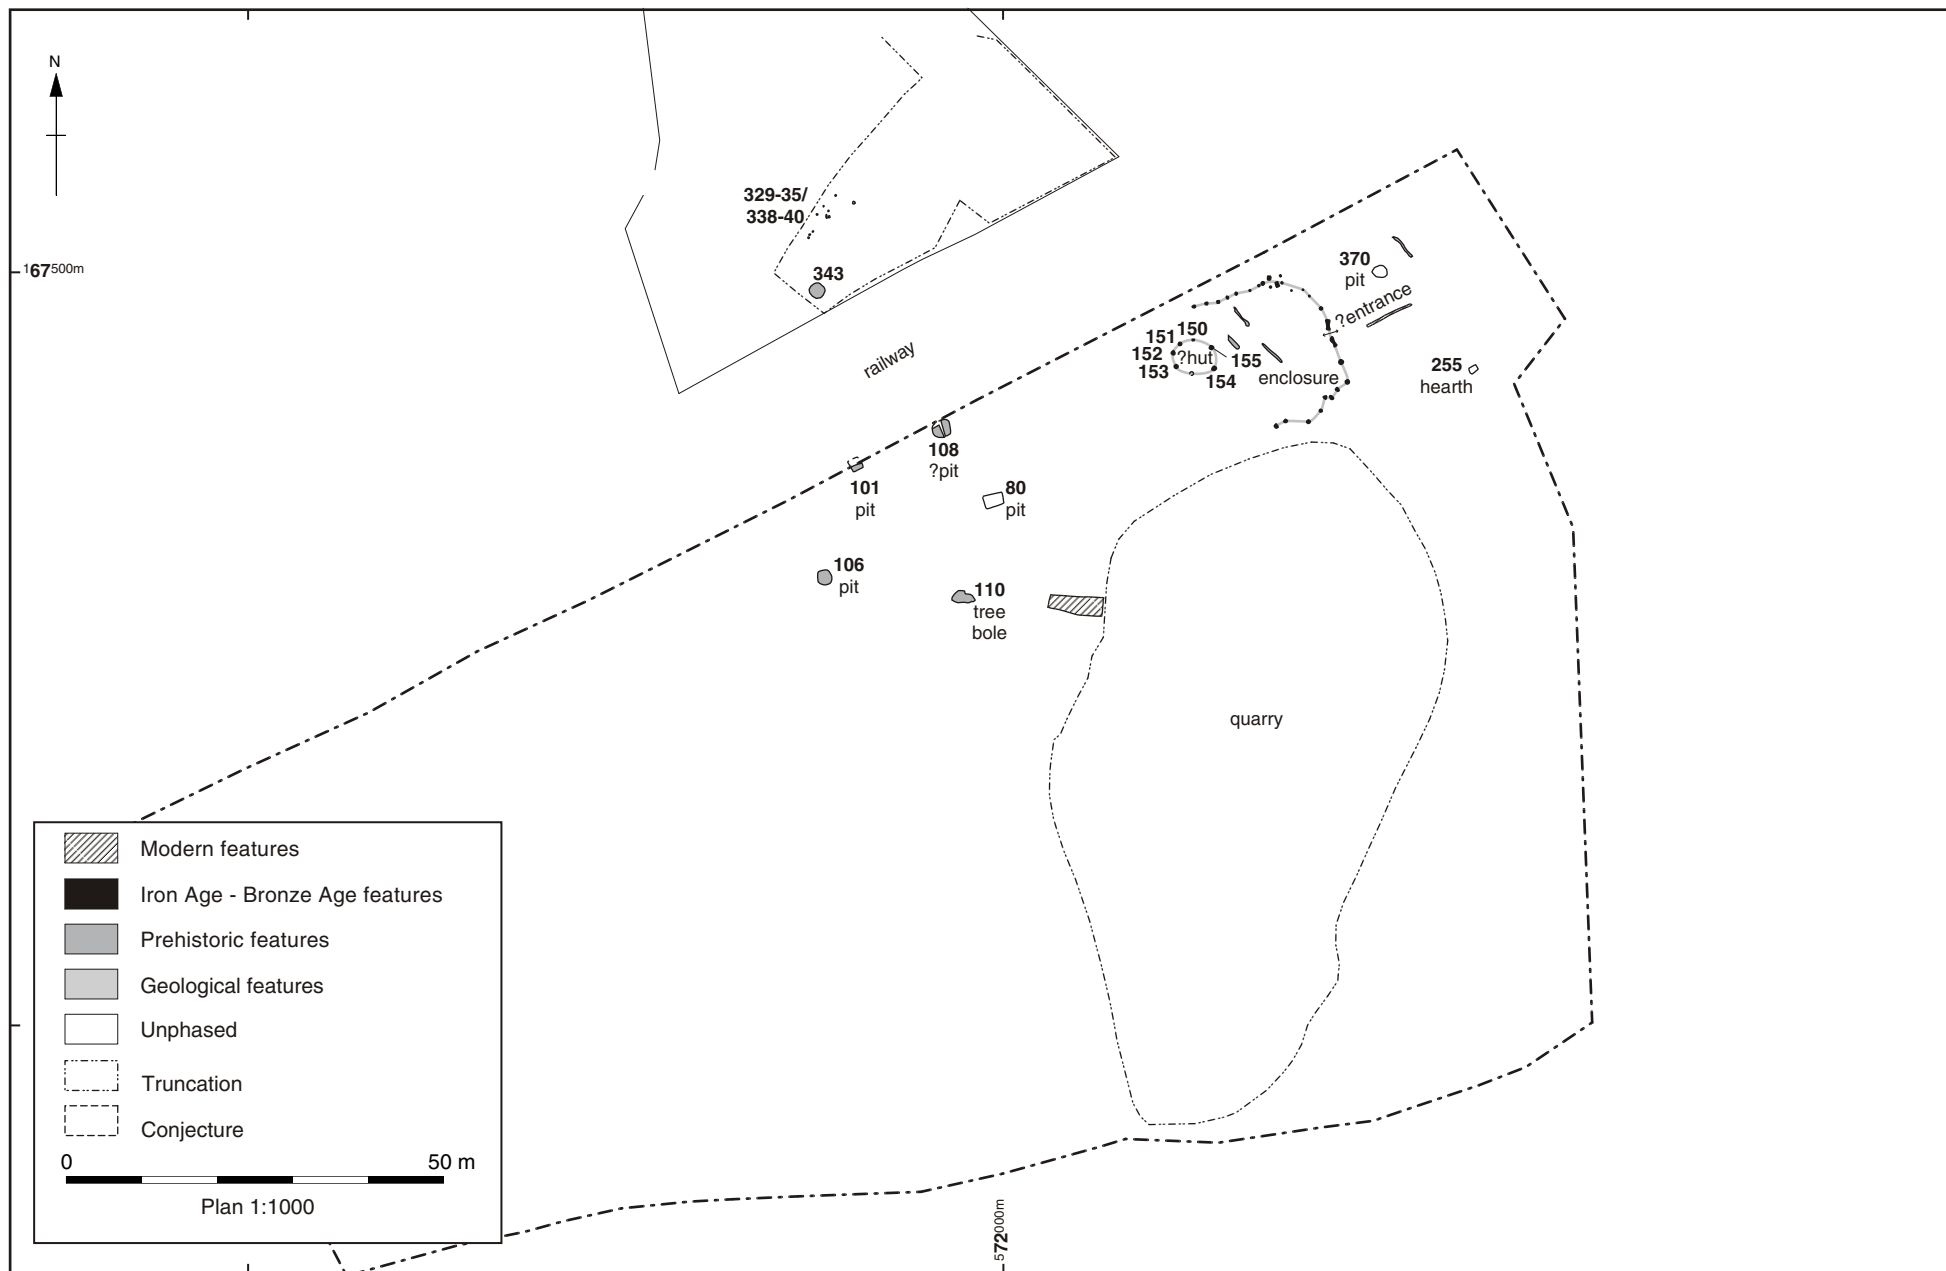 N
329-35/
338-40
167500m
343
370
pit
?entrance
railway
151 150
152 ?hut 155
153 154
enclosure
255
hearth
108
?pit
101
pit
80
pit
106
pit
110
tree
bole
quarry
Modern features
Iron Age - Bronze Age features
Prehistoric features
Geological features
Unphased
Truncation
Conjecture
0 50 m
Plan 1:1000
572000m